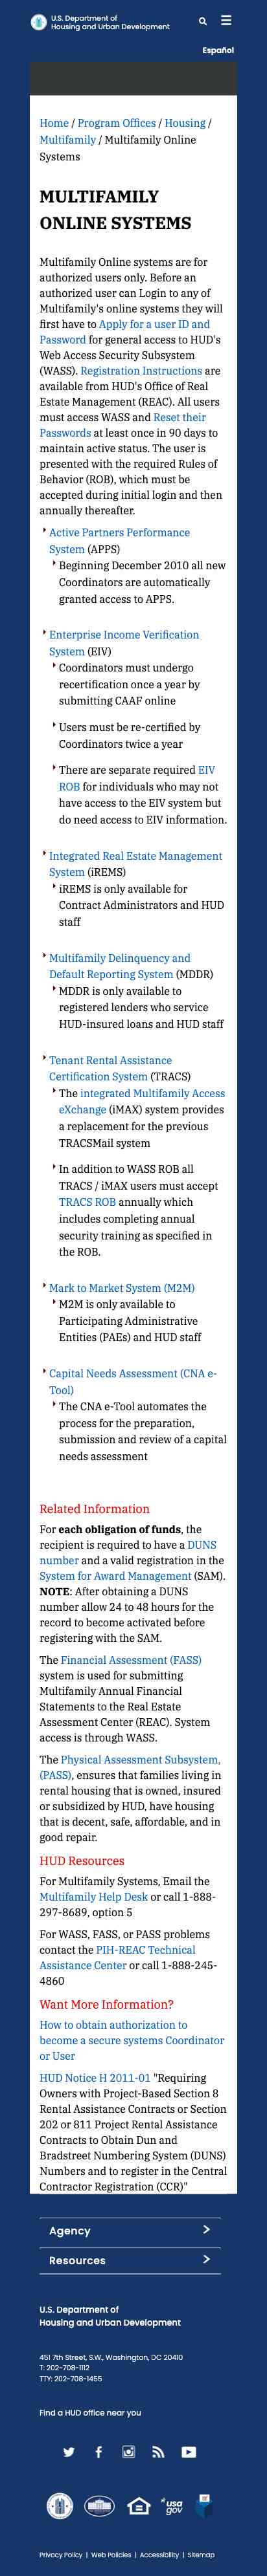 U.S. Department of
Housing and Urban Development
Español
Home / Program Offices / Housing /
Multifamily / Multifamily Online
Systems
MULTIFAMILY
ONLINE SYSTEMS
Multifamily Online systems are for
authorized users only. Before an
authorized user can Login to any of
Multifamily's online systems they will
first have to Apply for a user ID and
Password for general access to HUD's
Web Access Security Subsystem
(WASS). Registration Instructions are
available from HUD's Office of Real
Estate Management (REAC). All users
must access WASS and Reset their
Passwords at least once in 90 days to
maintain active status. The user is
presented with the required Rules of
Behavior (ROB), which must be
accepted during initial login and then
annually thereafter.
Active Partners Performance
System (APPS)
Beginning December 2010 all new
Coordinators are automatically
granted access to APPS.
Enterprise Income Verification
System (EIV)
Coordinators must undergo
recertification once a year by
submitting CAAF online
Users must be re-certified by
Coordinators twice a year
There are separate required EIV
ROB for individuals who may not
have access to the EIV system but
do need access to EIV information.
Integrated Real Estate Management
System (iREMS)
iREMS is only available for
Contract Administrators and HUD
staff
Multifamily Delinquency and
Default Reporting System (MDDR)
MDDR is only available to
registered lenders who service
HUD-insured loans and HUD staff
Tenant Rental Assistance
Certification System (TRACS)
The integrated Multifamily Access
eXchange (iMAX) system provides
a replacement for the previous
TRACSMail system
In addition to WASS ROB all
TRACS / iMAX users must accept
TRACS ROB annually which
includes completing annual
security training as specified in
the ROB.
Mark to Market System (M2M)
M2M is only available to
Participating Administrative
Entities (PAEs) and HUD staff
Capital Needs Assessment (CNA e-
Tool)
The CNA e-Tool automates the
process for the preparation,
submission and review of a capital
needs assessment
Related Information
For each obligation of funds, the
recipient is required to have a DUNS
number and a valid registration in the
System for Award Management (SAM).
NOTE: After obtaining a DUNS
number allow 24 to 48 hours for the
record to become activated before
registering with the SAM.
The Financial Assessment (FASS)
system is used for submitting
Multifamily Annual Financial
Statements to the Real Estate
Assessment Center (REAC). System
access is through WASS.
The Physical Assessment Subsystem,
(PASS), ensures that families living in
rental housing that is owned, insured
or subsidized by HUD, have housing
that is decent, safe, affordable, and in
good repair.
HUD Resources
For Multifamily Systems, Email the
Multifamily Help Desk or call 1-888-
297-8689, option 5
For WASS, FASS, or PASS problems
contact the PIH-REAC Technical
Assistance Center or call 1-888-245-
4860
Want More Information?
How to obtain authorization to
become a secure systems Coordinator
or User
HUD Notice H 2011-01 "Requiring
Owners with Project-Based Section 8
Rental Assistance Contracts or Section
202 or 811 Project Rental Assistance
Contracts to Obtain Dun and
Bradstreet Numbering System (DUNS)
Numbers and to register in the Central
Contractor Registration (CCR)"
Agency
Resources
U.S. Department of
Housing and Urban Development
451 7th Street, S.W., Washington, DC 20410
T: 202-708-1112
TTY: 202-708-1455
Find a HUD office near you
usa
gov
Privacy Policy | Web Policies | Accessibility | Sitemap